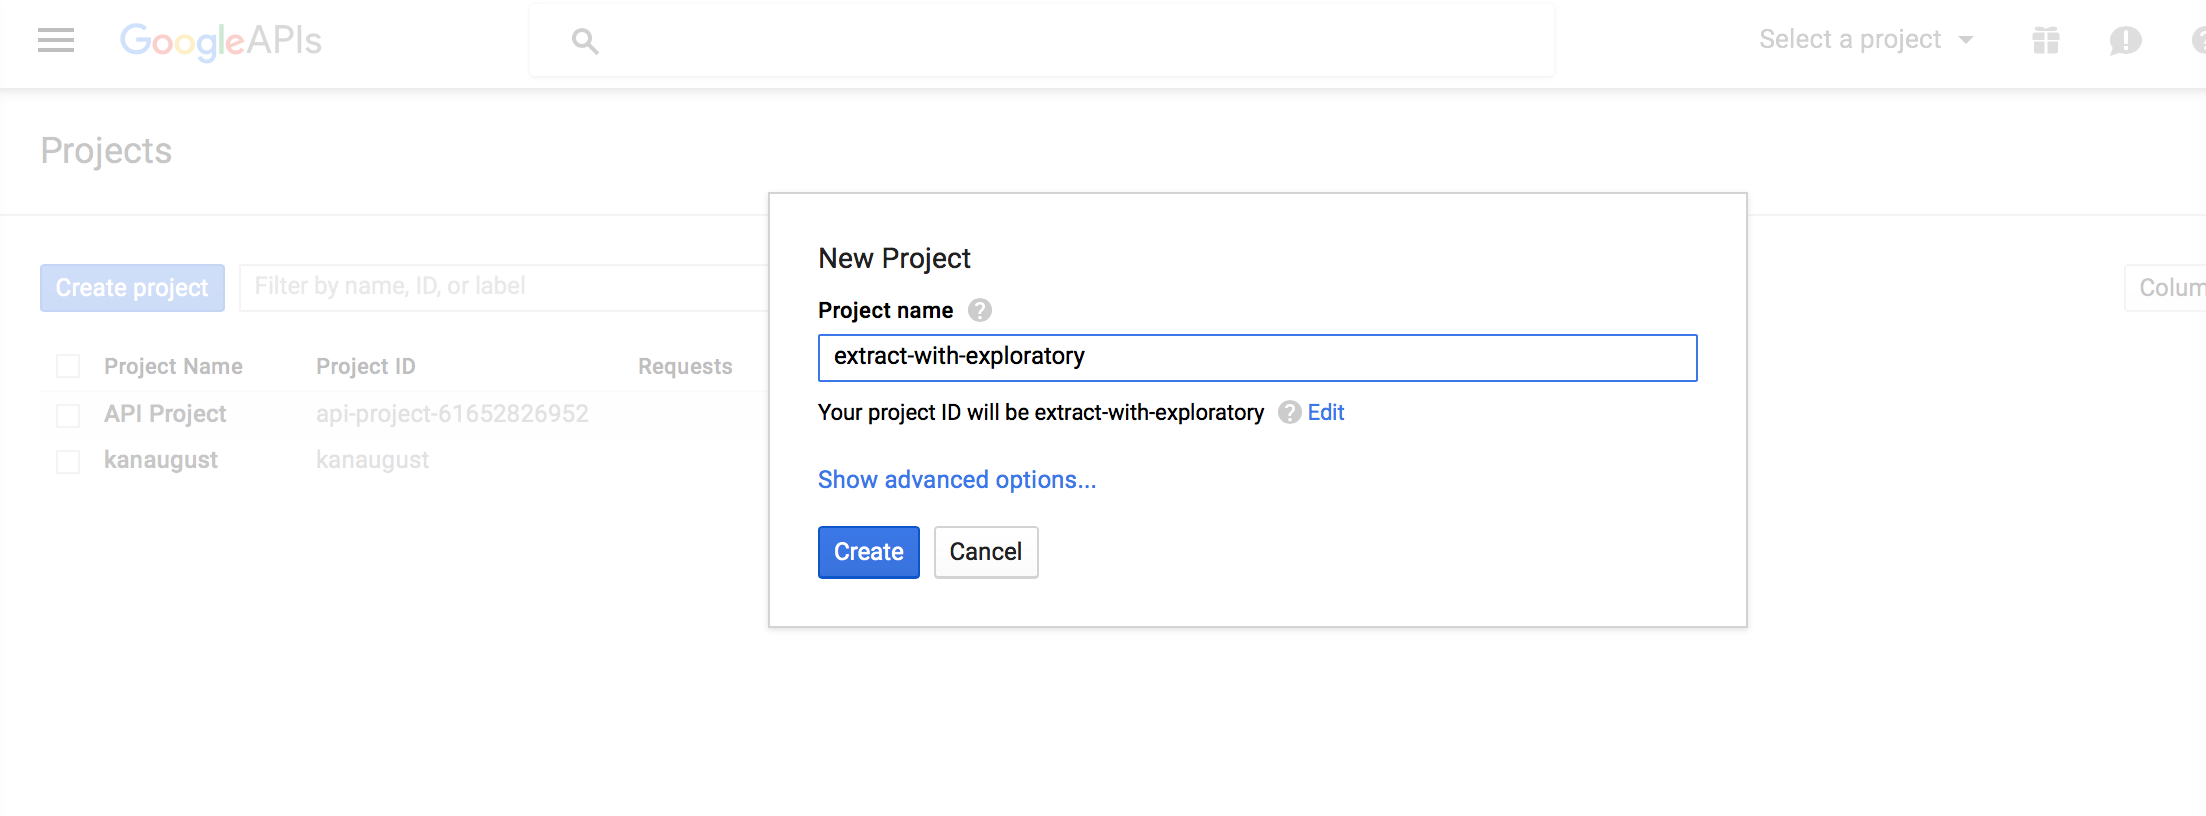 GoogleAPIs
Select a project
Projects
Create project
Filter by name, ID, or label
Colum
Project Name Project ID Requests
API Project api-project-61652826952
kanaugust kanaugust
New Project
Project name ?
extract-with-exploratory
Your project ID will be extract-with-exploratory ? Edit
Show advanced options...
Create Cancel